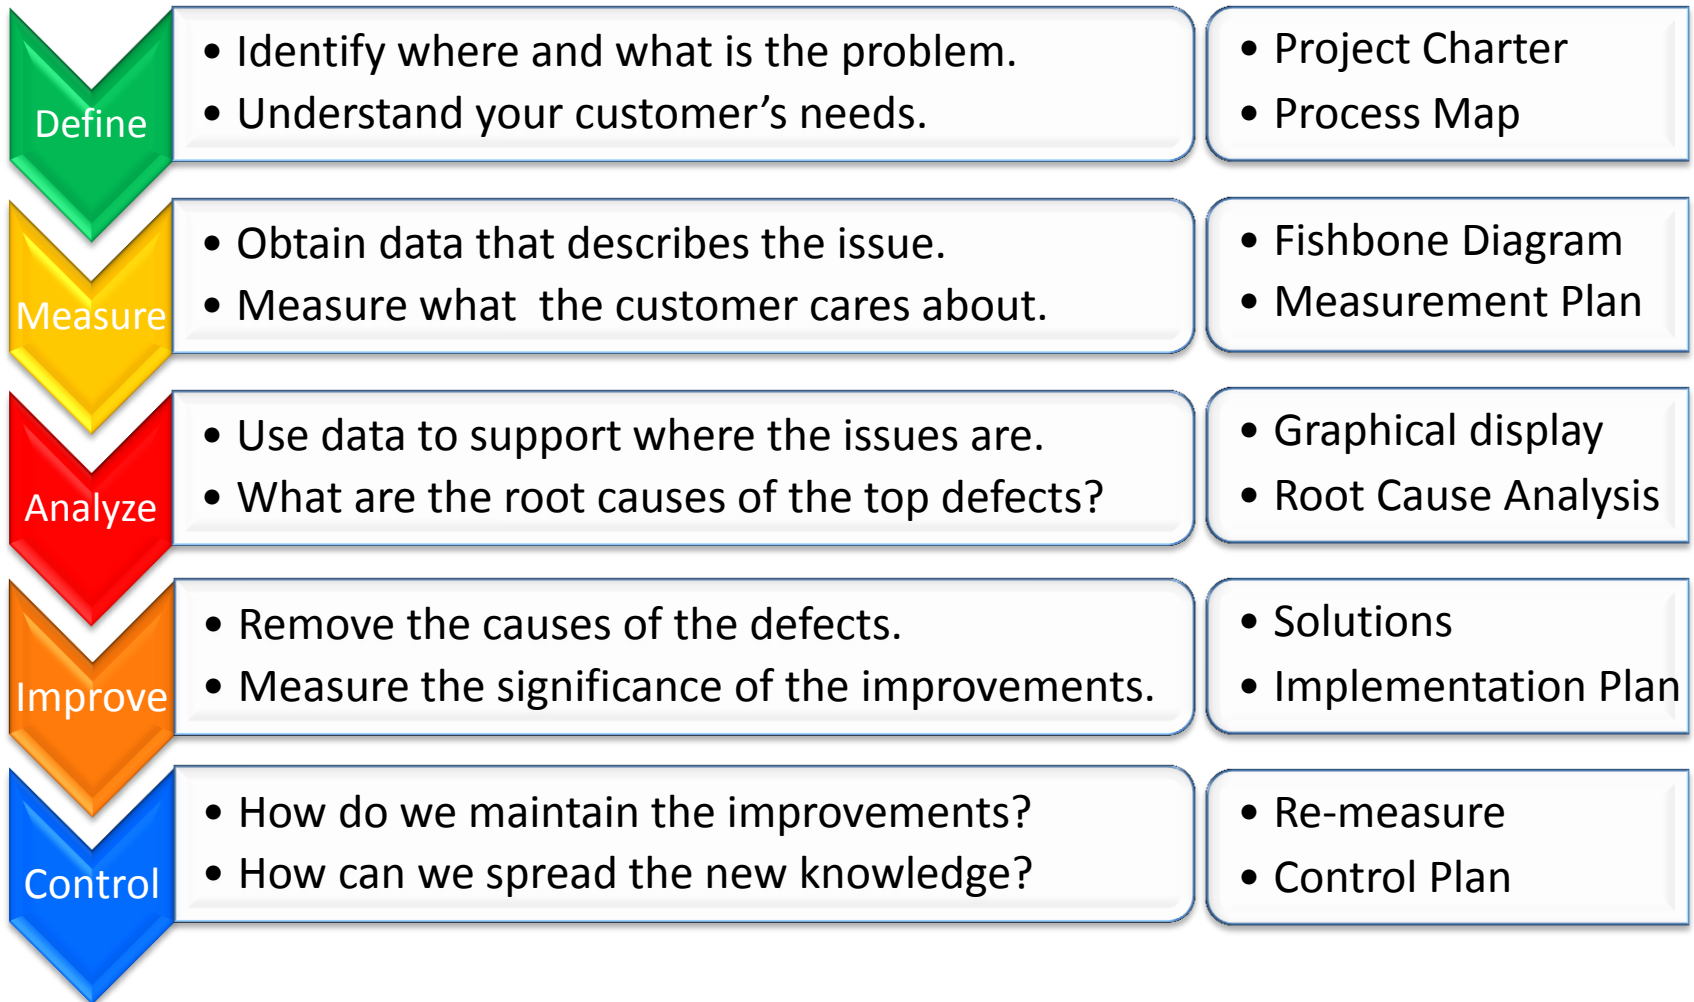 Define
• Identify where and what is the problem.
• Understand your customer’s needs.
• Project Charter
• Process Map
Measure
• Obtain data that describes the issue.
• Measure what  the customer cares about.
• Fishbone Diagram
• Measurement Plan
Analyze
• Use data to support where the issues are.
• What are the root causes of the top defects?
• Graphical display
• Root Cause Analysis
Improve
• Remove the causes of the defects.
• Measure the significance of the improvements.
• Solutions
• Implementation Plan
Control
• How do we maintain the improvements?
• How can we spread the new knowledge?
• Re-measure
• Control Plan